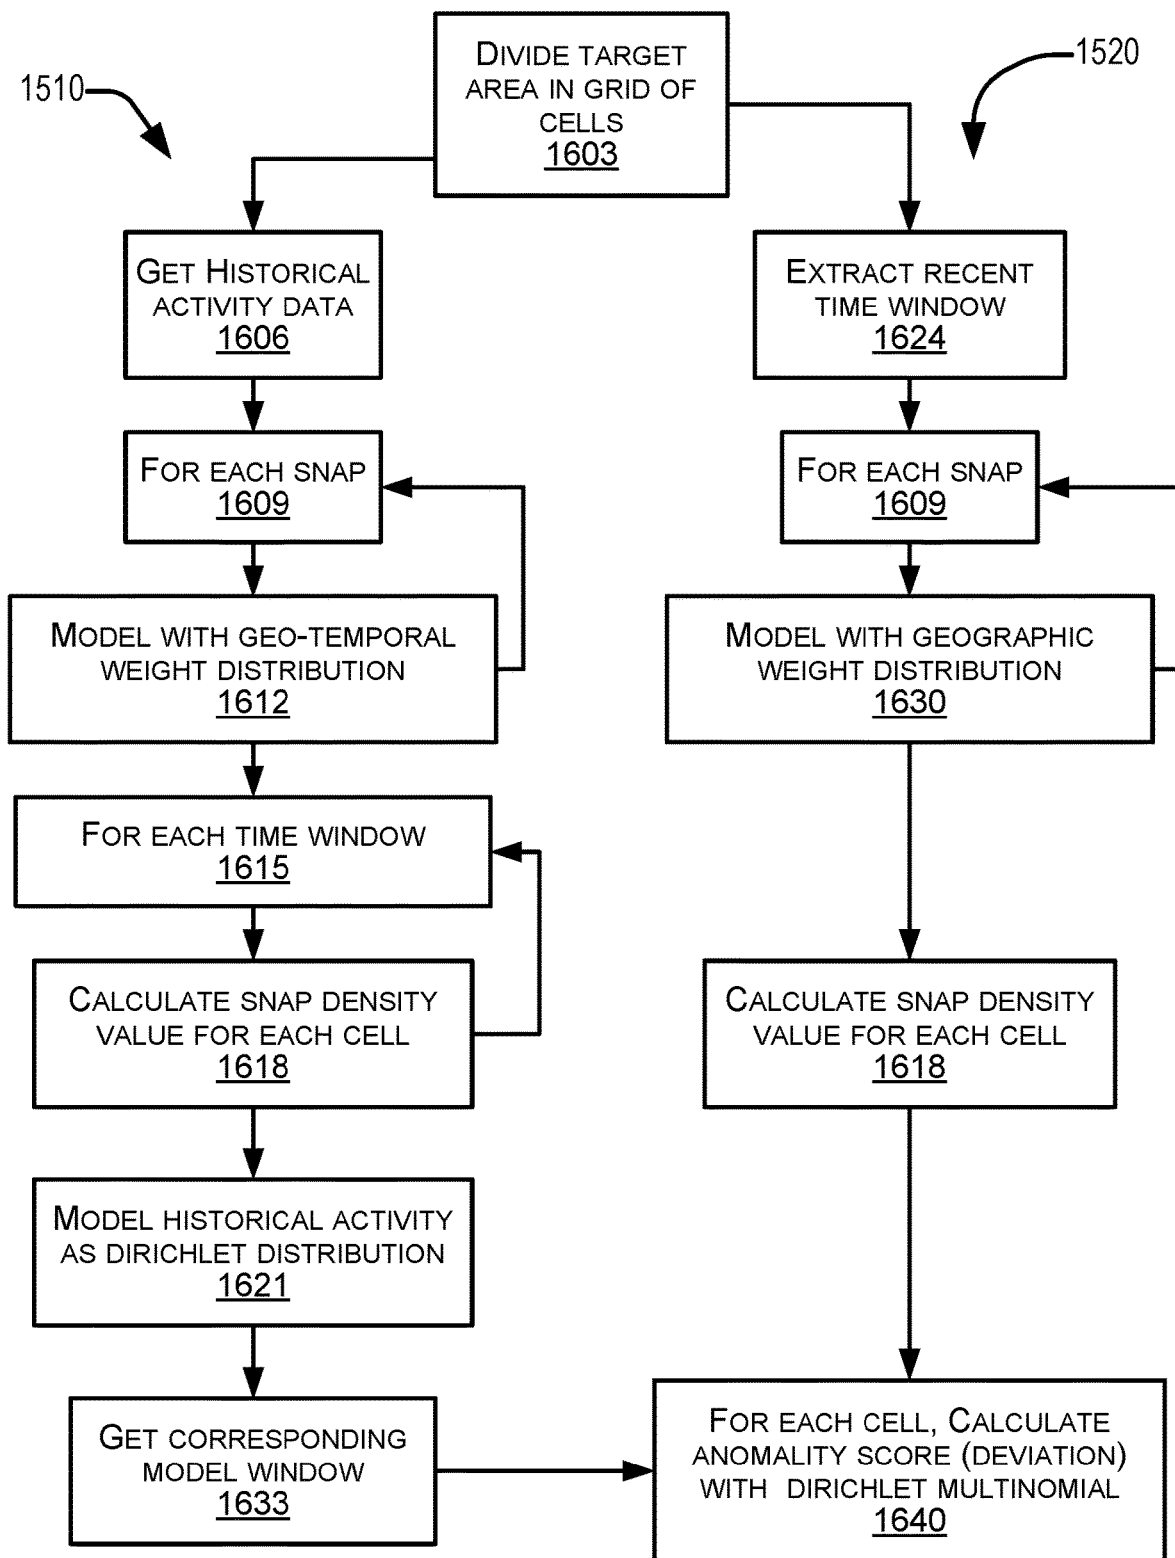 1510
1520
DIVIDE TARGET
AREA IN GRID OF
CELLS
1603
GET HISTORICAL
ACTIVITY DATA
1606
FOR EACH SNAP
1609
MODEL WITH GEO-TEMPORAL
WEIGHT DISTRIBUTION
1612
FOR EACH TIME WINDOW
1615
CALCULATE SNAP DENSITY
VALUE FOR EACH CELL
1618
MODEL HISTORICAL ACTIVITY
AS DIRICHLET DISTRIBUTION
1621
GET CORRESPONDING
MODEL WINDOW
1633
EXTRACT RECENT
TIME WINDOW
1624
FOR EACH SNAP
1609
MODEL WITH GEOGRAPHIC
WEIGHT DISTRIBUTION
1630
CALCULATE SNAP DENSITY
VALUE FOR EACH CELL
1618
FOR EACH CELL, CALCULATE
ANOMALITY SCORE (DEVIATION)
WITH DIRICHLET MULTINOMIAL
1640